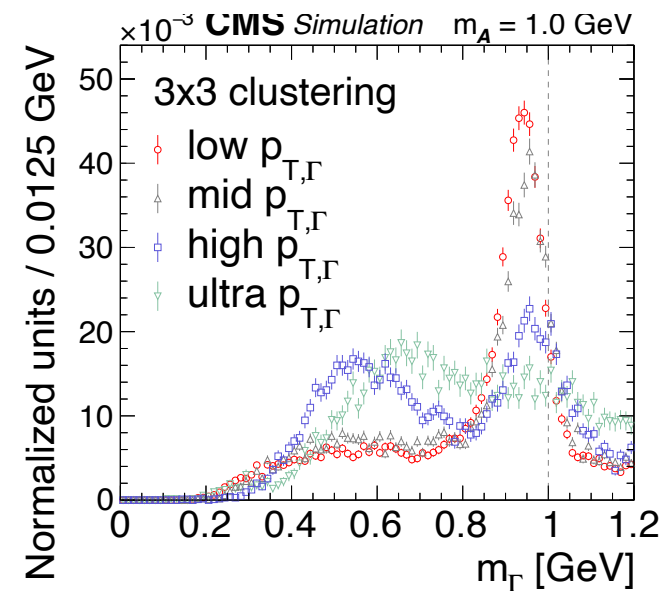 ×10⁻³ CMS Simulation m_A = 1.0 GeV
3x3 clustering
low p_T,Γ
mid p_T,Γ
high p_T,Γ
ultra p_T,Γ
Normalized units / 0.0125 GeV
50
40
30
20
10
0
0 0.2 0.4 0.6 0.8 1 1.2
m_Γ [GeV]